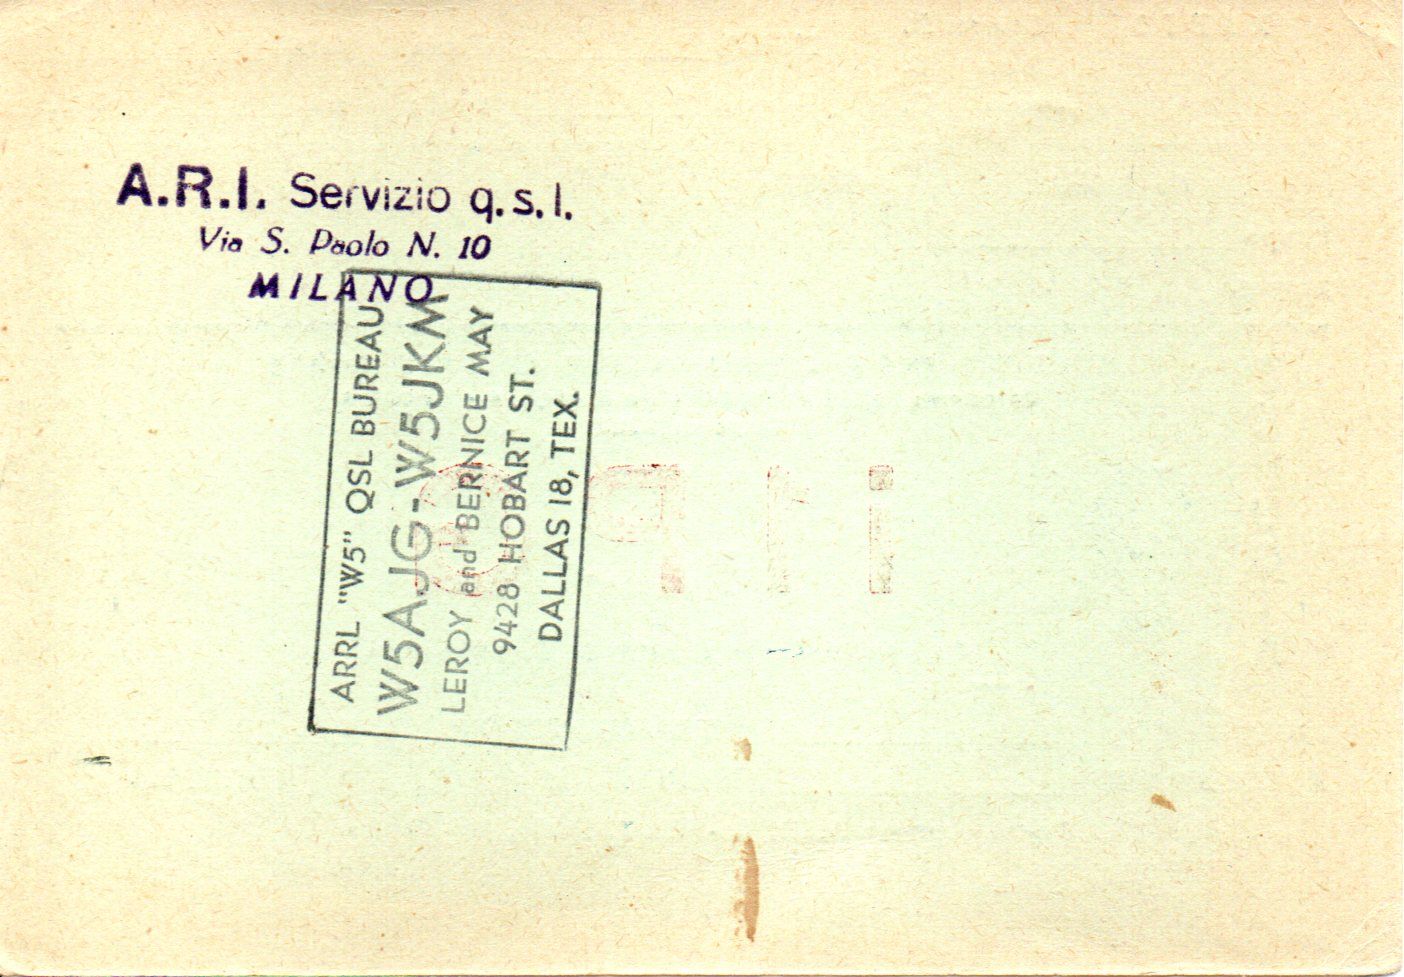 A.R.I. Servizio q.s.l.
Via S. Paolo N. 10
MILANO
ARRL "W5" QSL BUREAU
W5AJG-W5JKM
LEROY and BERNICE MAY
9428 HOBART ST.
DALLAS 18, TEX.